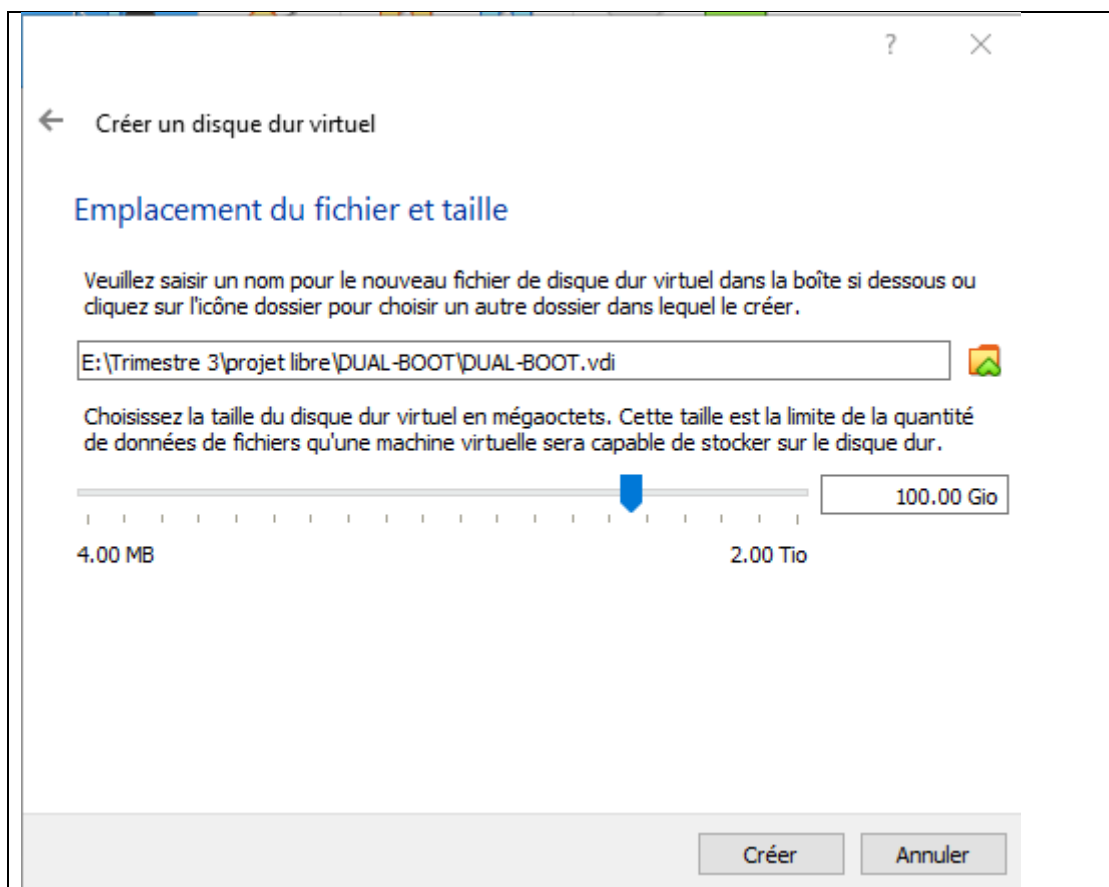 ?
Créer un disque dur virtuel
Emplacement du fichier et taille
Veuillez saisir un nom pour le nouveau fichier de disque dur virtuel dans la boîte si dessous ou
cliquez sur l'icône dossier pour choisir un autre dossier dans lequel le créer.
E:\Trimestre 3\projet libre\DUAL-BOOT\DUAL-BOOT.vdi
Choisissez la taille du disque dur virtuel en mégaoctets. Cette taille est la limite de la quantité
de données de fichiers qu'une machine virtuelle sera capable de stocker sur le disque dur.
100.00 Gio
4.00 MB 2.00 Tio
Créer Annuler